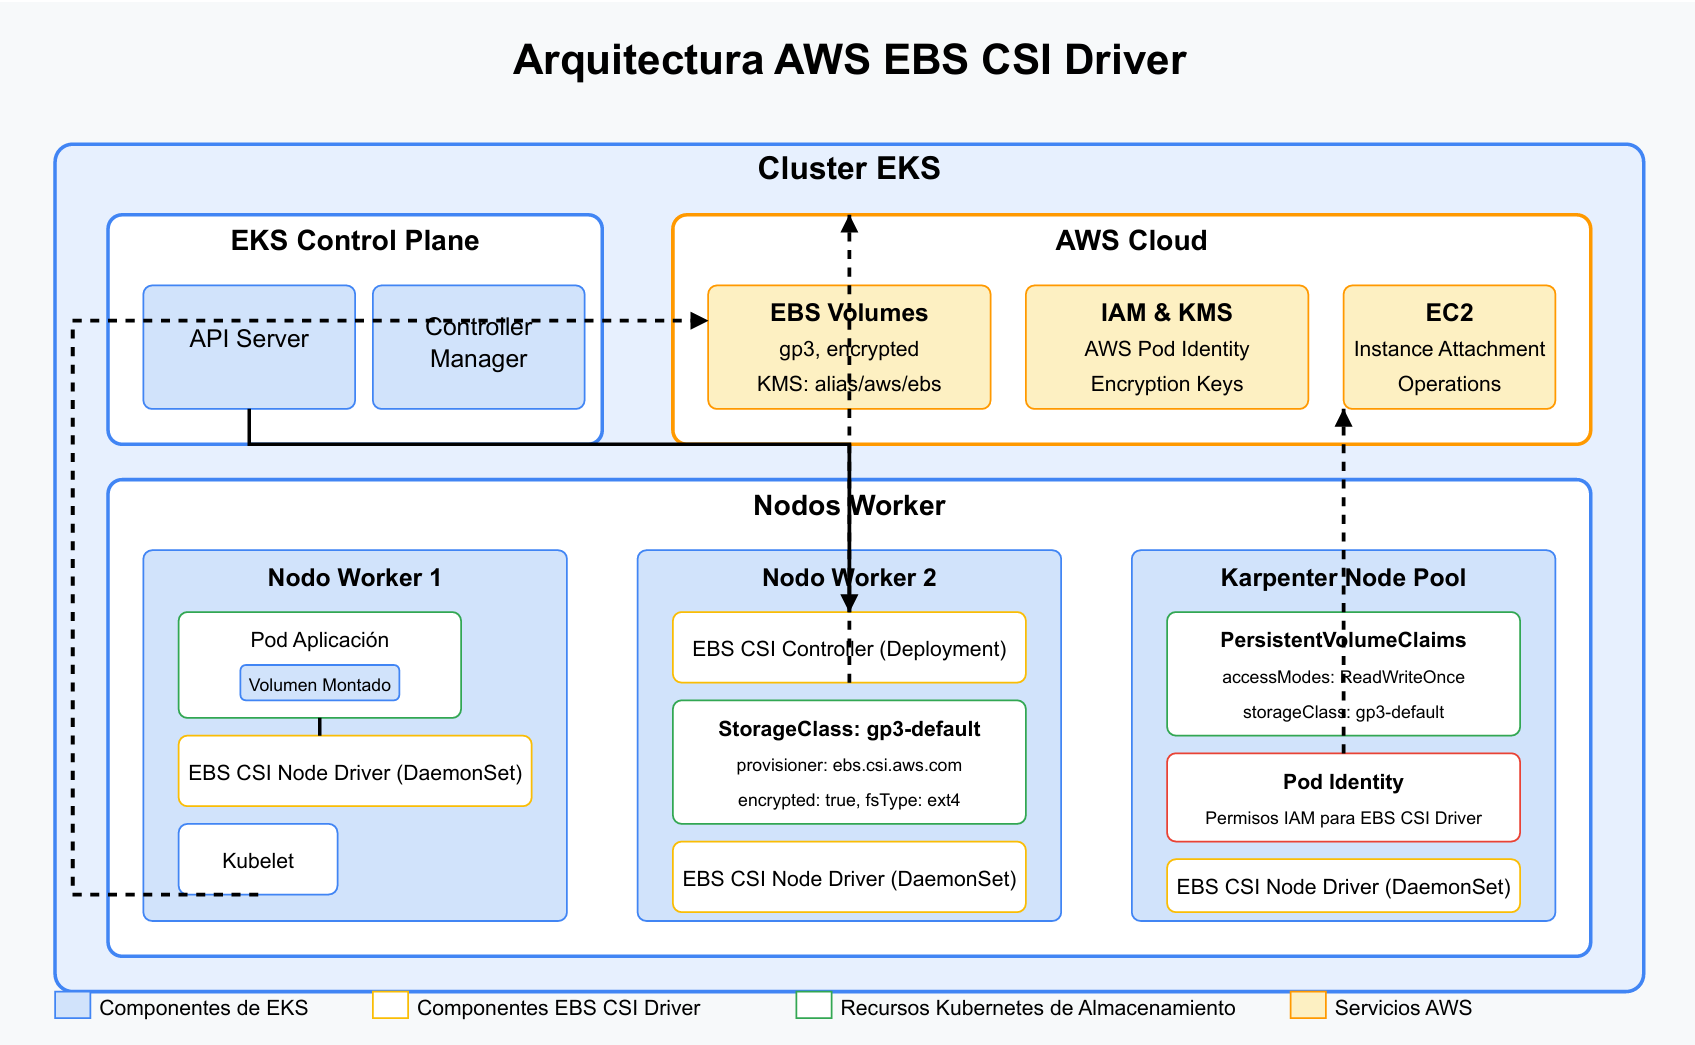 Arquitectura AWS EBS CSI Driver
Cluster EKS
EKS Control Plane
API Server
Controller
Manager
AWS Cloud
EBS Volumes
gp3, encrypted
KMS: alias/aws/ebs
IAM & KMS
AWS Pod Identity
Encryption Keys
EC2
Instance Attachment
Operations
Nodos Worker
Nodo Worker 1
Pod Aplicación
Volumen Montado
EBS CSI Node Driver (DaemonSet)
Kubelet
Nodo Worker 2
EBS CSI Controller (Deployment)
StorageClass: gp3-default
provisioner: ebs.csi.aws.com
encrypted: true, fsType: ext4
EBS CSI Node Driver (DaemonSet)
Karpenter Node Pool
PersistentVolumeClaims
accessModes: ReadWriteOnce
storageClass: gp3-default
Pod Identity
Permisos IAM para EBS CSI Driver
EBS CSI Node Driver (DaemonSet)
Componentes de EKS
Componentes EBS CSI Driver
Recursos Kubernetes de Almacenamiento
Servicios AWS